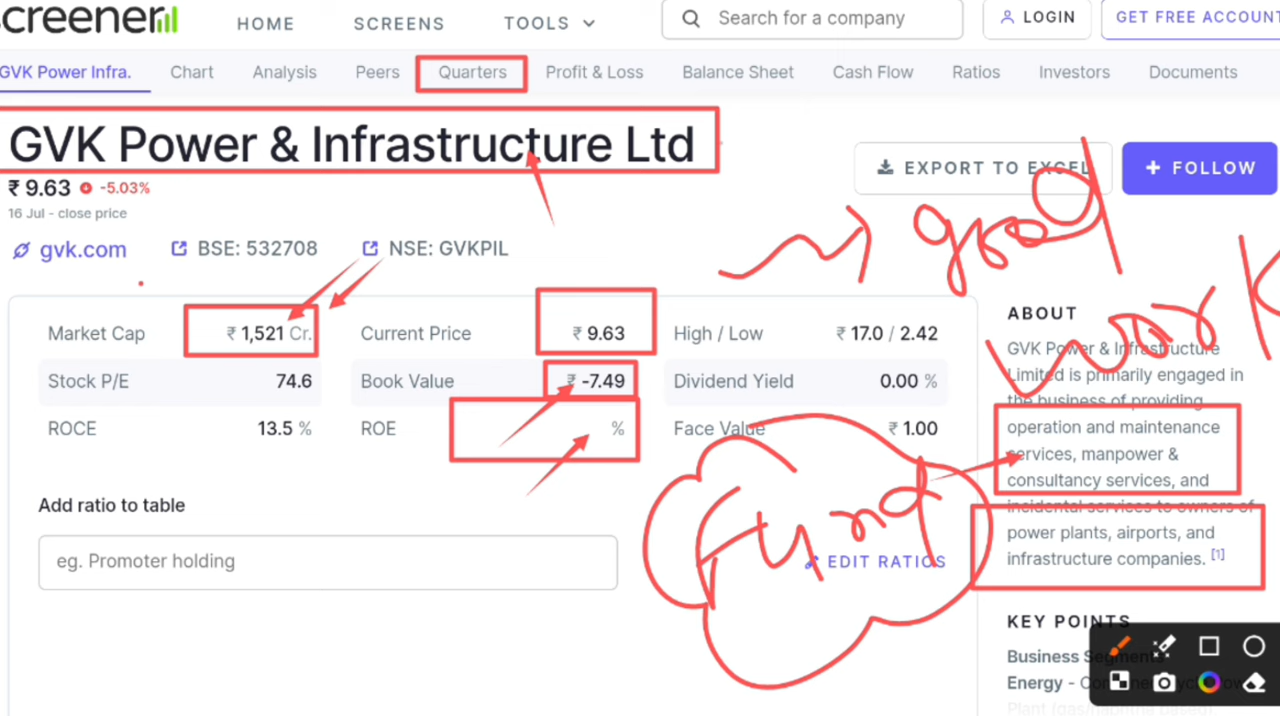 screener
HOME SCREENS TOOLS
Search for a company
LOGIN
GET FREE ACCOUNT
GVK Power Infra. Chart Analysis Peers Quarters Profit & Loss Balance Sheet Cash Flow Ratios Investors Documents
GVK Power & Infrastructure Ltd
EXPORT TO EXCEL
+ FOLLOW
₹ 9.63 -5.03%
16 Jul - close price
gvk.com BSE: 532708 NSE: GVKPIL
good
work
Market Cap ₹ 1,521 Cr. Current Price ₹ 9.63 High / Low ₹ 17.0 / 2.42
Stock P/E 74.6 Book Value ₹ -7.49 Dividend Yield 0.00 %
ROCE 13.5 % ROE % Face Value ₹ 1.00
Add ratio to table
eg. Promoter holding
EDIT RATIOS
Fund
ABOUT
GVK Power & Infrastructure
Limited is primarily engaged in
the business of providing
operation and maintenance
services, manpower &
consultancy services, and
incidental services to owners of
power plants, airports, and
infrastructure companies. [1]
KEY POINTS
Business Segments
Energy -